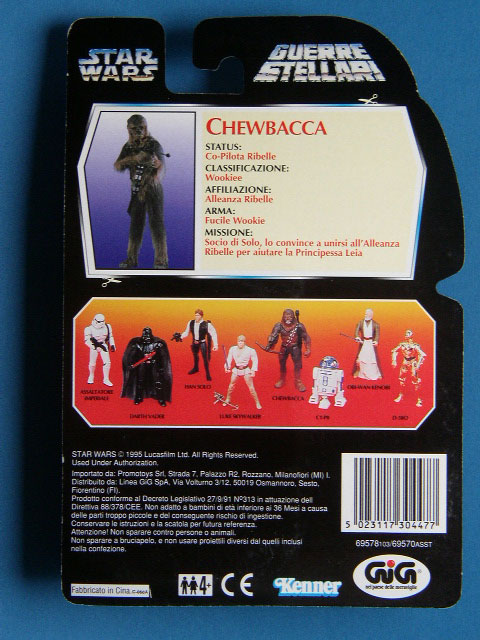 STAR WARS
GUERRE STELLARI
CHEWBACCA
STATUS:
Co-Pilota Ribelle
CLASSIFICAZIONE:
Wookiee
AFFILIAZIONE:
Alleanza Ribelle
ARMA:
Fucile Wookie
MISSIONE:
Socio di Solo, lo convince a unirsi all'Alleanza
Ribelle per aiutare la Principessa Leia
ASSALTATORE
IMPERIALE
DARTH VADER
HAN SOLO
LUKE SKYWALKER
CHEWBACCA
C1-P8
OBI-WAN KENOBI
D-3BO
STAR WARS © 1995 Lucasfilm Ltd. All Rights Reserved.
Used Under Authorization.
Importato da: Promotoys Srl, Strada 7, Palazzo R2, Rozzano, Milanofiori (MI) I.
Distribuito da: Linea GiG SpA, Via Volturno 3/12, 50019 Osmannoro, Sesto,
Fiorentino (FI).
Prodotto conforme al Decreto Legislativo 27/9/91 Nº313 in attuazione dell
Direttiva 88/378/CEE. Non adatto a bambini di età inferiore ai 36 Mesi a causa
delle parti troppo piccole e del conseguente rischio di ingestione.
Conservare le istruzioni e la scatola per futura referenza.
Attenzione! Non sparare contro persone o animali.
Non sparare a bruciapelo, e non usare proiettili diversi dal quelli inclusi
nella confezione.
5 023117 304477
69578103/69570ASST
Fabbricato in Cina.
4+
CE
Kenner
GiG
nel paese delle meraviglie